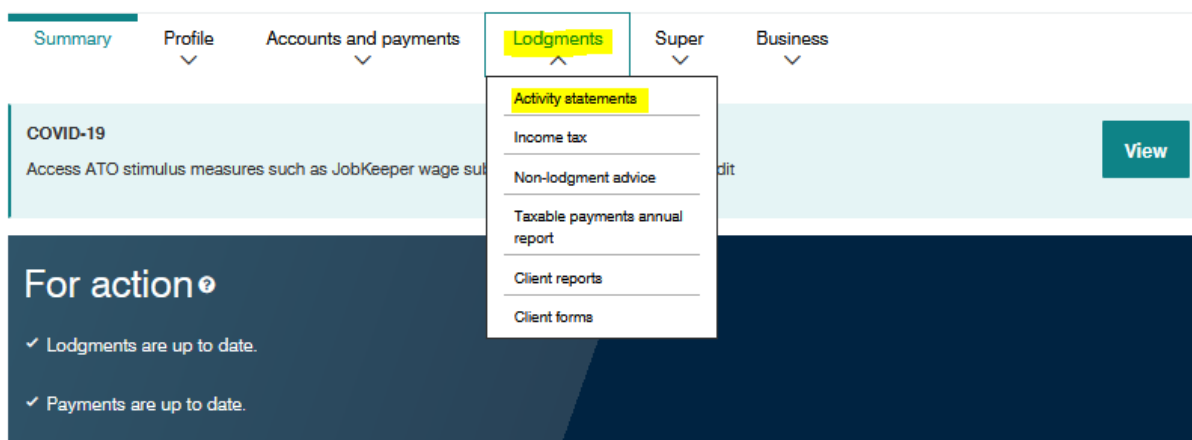 Summary Profile Accounts and payments Lodgments Super Business
Activity statements
Income tax
Non-lodgment advice
Taxable payments annual
report
Client reports
Client forms
COVID-19
Access ATO stimulus measures such as JobKeeper wage
View
For action
Lodgments are up to date.
Payments are up to date.